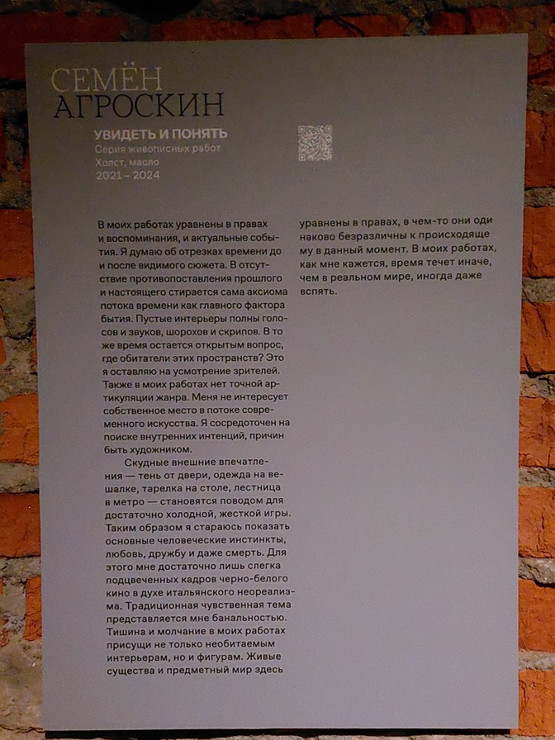 СЕМЁН
АГРОСКИН
УВИДЕТЬ И ПОНЯТЬ
Серия живописных работ
Холст, масло
2021 – 2024
В моих работах уравнены в правах
и воспоминания, и актуальные собы-
тия. Я думаю об отрезках времени до
и после видимого сюжета. В отсут-
ствие противопоставления прошлого
и настоящего стирается сама аксиома
потока времени как главного фактора
бытия. Пустые интерьеры полны голо-
сов и звуков, шорохов и скрипов. В то
же время остается открытым вопрос,
где обитатели этих пространств? Это
я оставляю на усмотрение зрителей.
Также в моих работах нет точной ар-
тикуляции жанра. Меня не интересует
собственное место в потоке совре-
менного искусства. Я сосредоточен на
поиске внутренних интенций, причин
быть художником.
Скудные внешние впечатле-
ния — тень от двери, одежда на ве-
шалке, тарелка на столе, лестница
в метро — становятся поводом для
достаточно холодной, жесткой игры.
Таким образом я стараюсь показать
основные человеческие инстинкты,
любовь, дружбу и даже смерть. Для
этого мне достаточно лишь слегка
подцвеченных кадров черно-белого
кино в духе итальянского неореализ-
ма. Традиционная чувственная тема
представляется мне банальностью.
Тишина и молчание в моих работах
присущи не только необитаемым
интерьерам, но и фигурам. Живые
существа и предметный мир здесь
уравнены в правах, в чем-то они оди
наково безразличны к происходяще
му в данный момент. В моих работах,
как мне кажется, время течет иначе,
чем в реальном мире, иногда даже
вспять.